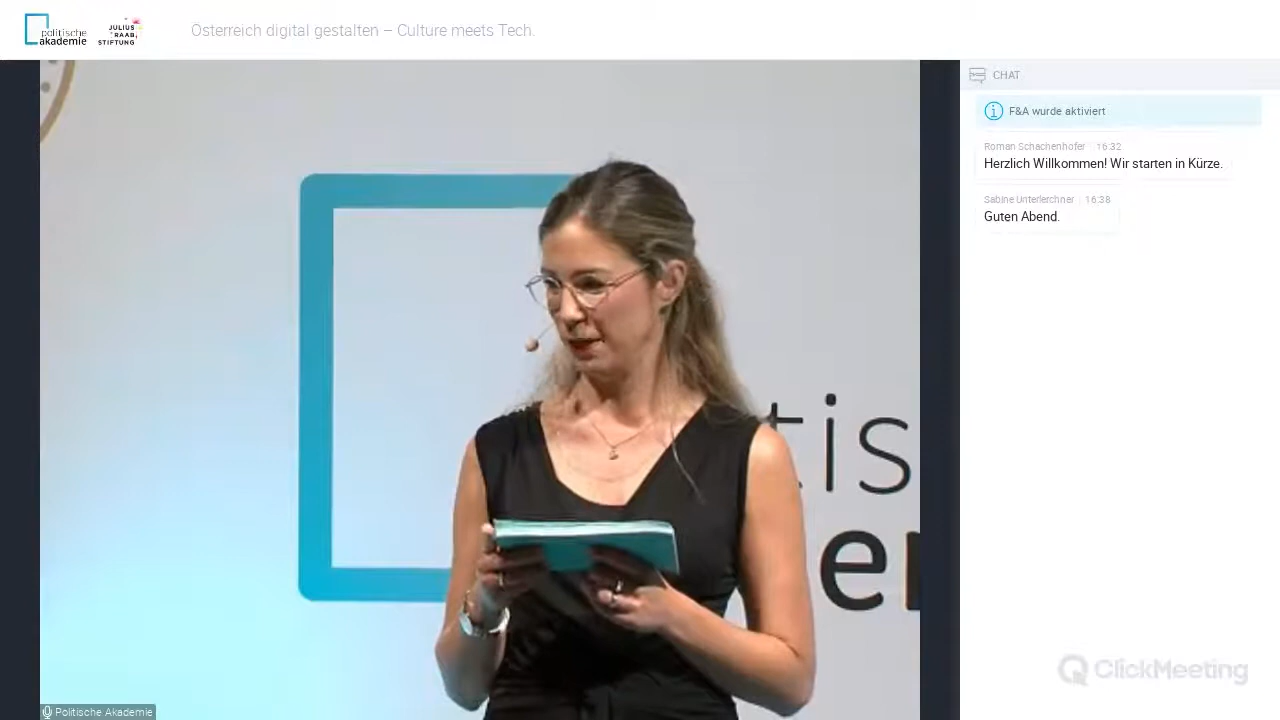 politische
akademie
JULIUS
RAAB
STIFTUNG
Österreich digital gestalten – Culture meets Tech.
CHAT
F&A wurde aktiviert
Roman Schachenhofer 16:32
Herzlich Willkommen! Wir starten in Kürze.
Sabine Unterlerchner 16:38
Guten Abend.
tis
er
Politische Akademie
ClickMeeting